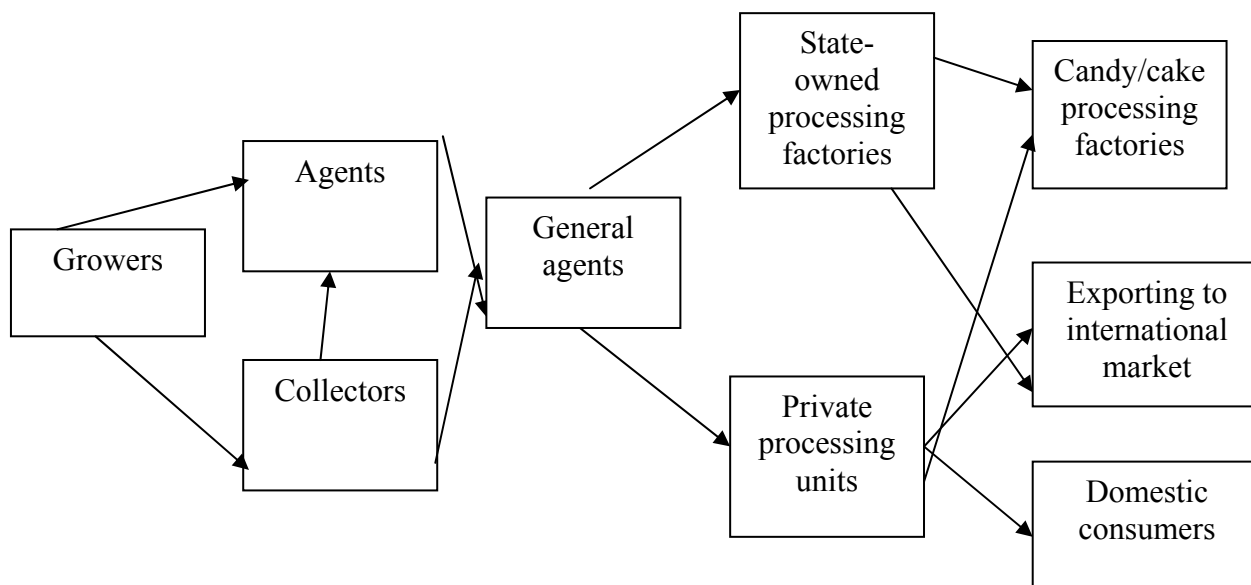 Growers
Agents
Collectors
General
agents
State-
owned
processing
factories
Private
processing
units
Candy/cake
processing
factories
Exporting to
international
market
Domestic
consumers